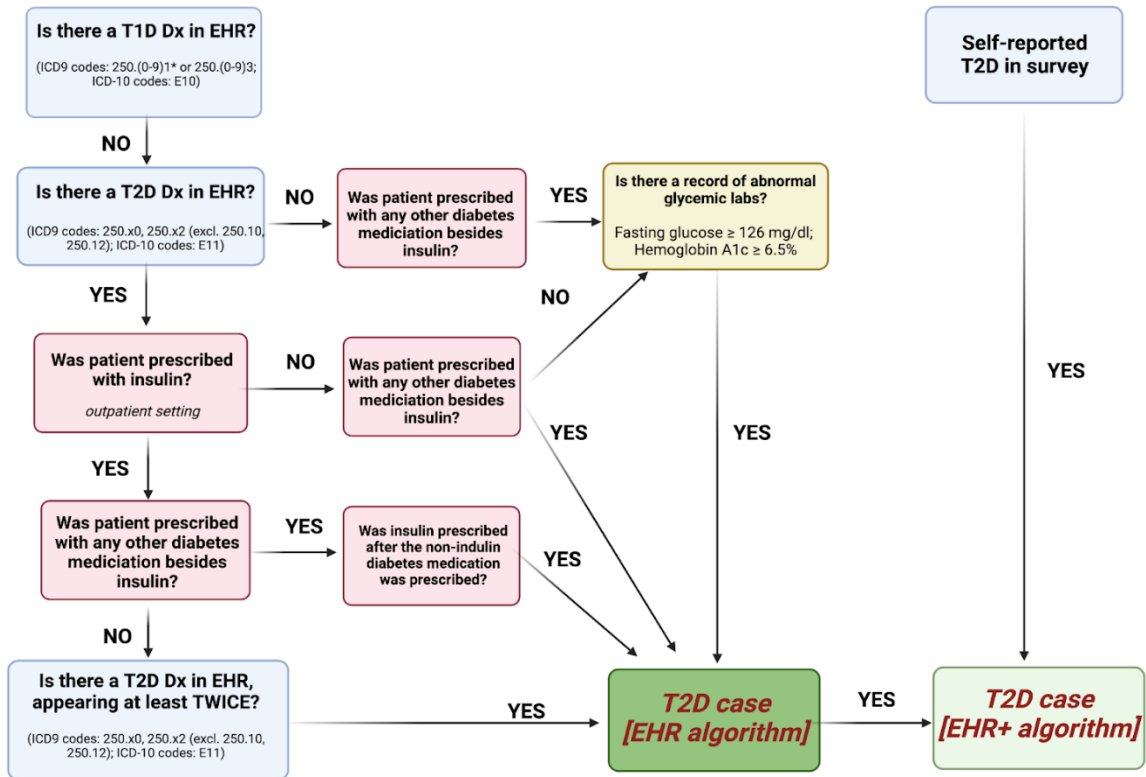 Is there a T1D Dx in EHR?
(ICD9 codes: 250.(0-9)1* or 250.(0-9)3;
ICD-10 codes: E10)
Self-reported
T2D in survey
NO
Is there a T2D Dx in EHR?
(ICD9 codes: 250.x0, 250.x2 (excl. 250.10,
250.12); ICD-10 codes: E11)
NO
Was patient prescribed
with any other diabetes
mediciation besides
insulin?
YES
Is there a record of abnormal
glycemic labs?
Fasting glucose ≥ 126 mg/dl;
Hemoglobin A1c ≥ 6.5%
YES
NO
Was patient prescribed
with insulin?
outpatient setting
NO
Was patient prescribed
with any other diabetes
mediciation besides
insulin?
YES
YES
YES
YES
Was patient prescribed
with any other diabetes
mediciation besides
insulin?
YES
Was insulin prescribed
after the non-indulin
diabetes medication
was prescribed?
YES
NO
Is there a T2D Dx in EHR,
appearing at least TWICE?
(ICD9 codes: 250.x0, 250.x2 (excl. 250.10,
250.12); ICD-10 codes: E11)
YES
T2D case
[EHR algorithm]
YES
T2D case
[EHR+ algorithm]